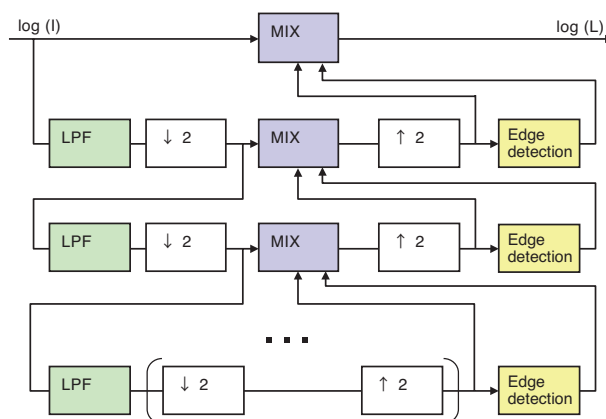 log (I)
MIX
log (L)
LPF
↓ 2
MIX
↑ 2
Edge
detection
LPF
↓ 2
MIX
↑ 2
Edge
detection
...
LPF
↓ 2
↑ 2
Edge
detection